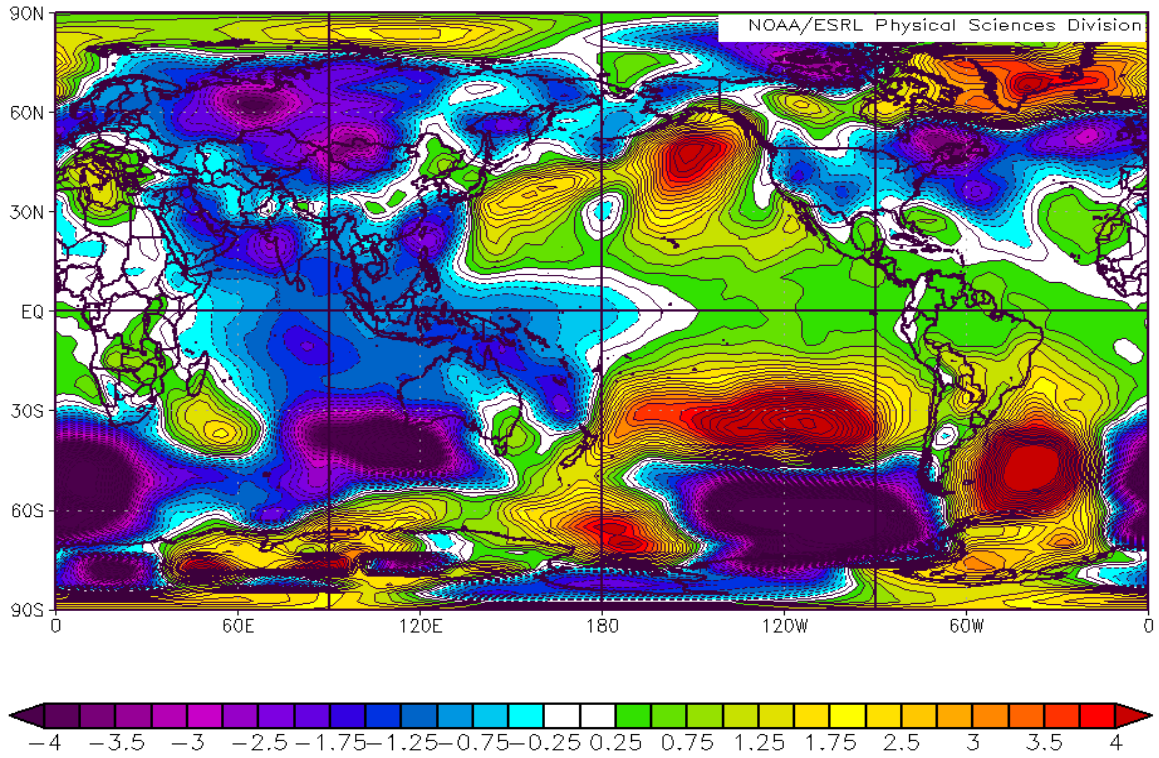 90N
NOAA/ESRL Physical Sciences Division
60N
30N
EQ
30S
60S
90S
0 60E 120E 180 120W 60W 0
−4 −3.5 −3 −2.5 −1.75 −1.25 −0.75 −0.25 0.25 0.75 1.25 1.75 2.5 3 3.5 4